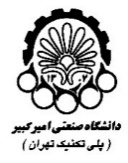 دانشگاه صنعتی امیرکبیر
( پلی تکنیک تهران )